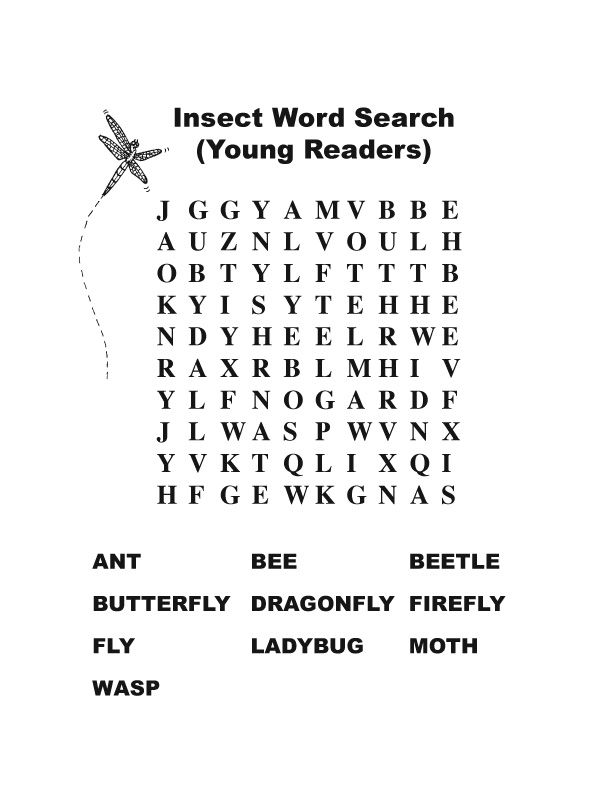 Insect Word Search
(Young Readers)
J G G Y A M V B B E
A U Z N L V O U L H
O B T Y L F T T T B
K Y I S Y T E H H E
N D Y H E E L R W E
R A X R B L M H I V
Y L F N O G A R D F
J L W A S P W V N X
Y V K T Q L I X Q I
H F G E W K G N A S
ANT BEE BEETLE
BUTTERFLY DRAGONFLY FIREFLY
FLY LADYBUG MOTH
WASP